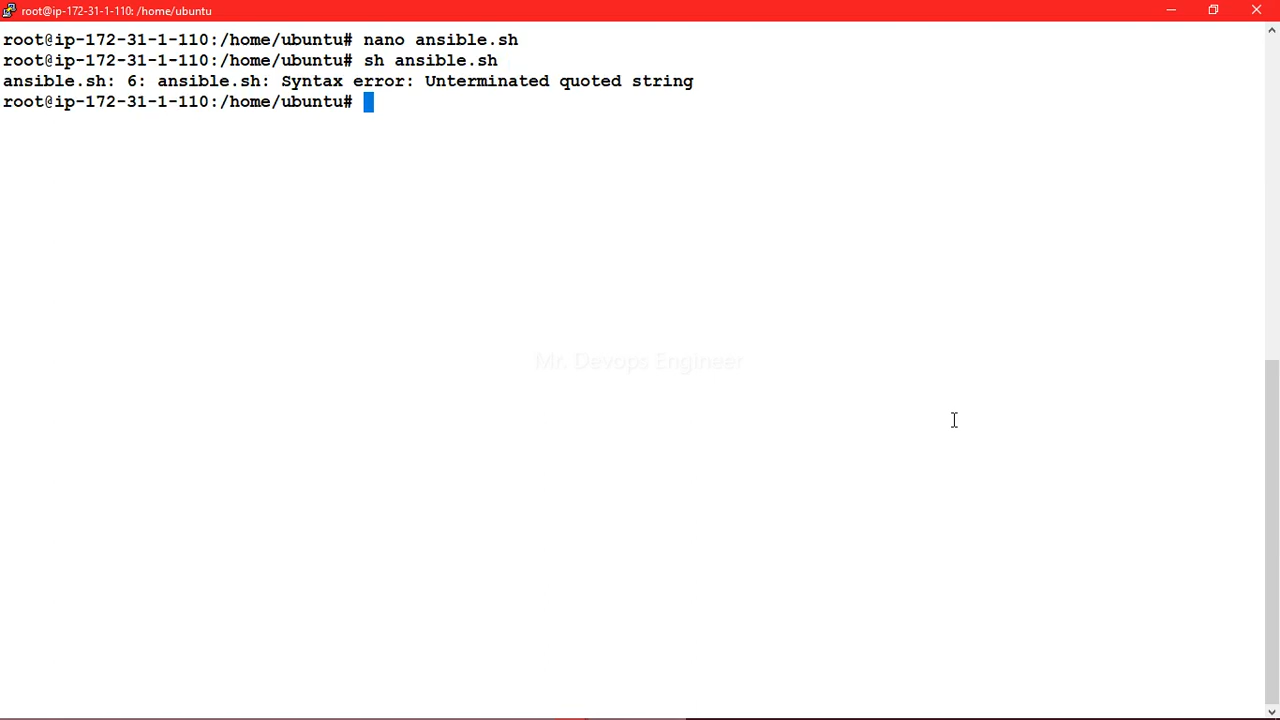 root@ip-172-31-1-110: /home/ubuntu
root@ip-172-31-1-110:/home/ubuntu# nano ansible.sh
root@ip-172-31-1-110:/home/ubuntu# sh ansible.sh
ansible.sh: 6: ansible.sh: Syntax error: Unterminated quoted string
root@ip-172-31-1-110:/home/ubuntu#
Mr. Devops Engineer